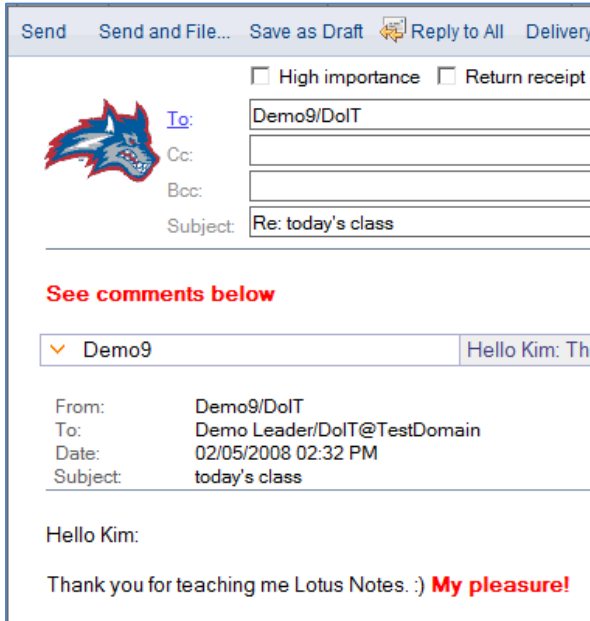 Send Send and File... Save as Draft Reply to All Delivery
High importance Return receipt
To: Demo9/DoIT
Cc:
Bcc:
Subject: Re: today's class
See comments below
Demo9 Hello Kim: Th
From: Demo9/DoIT
To: Demo Leader/DoIT@TestDomain
Date: 02/05/2008 02:32 PM
Subject: today's class
Hello Kim:
Thank you for teaching me Lotus Notes. :) My pleasure!